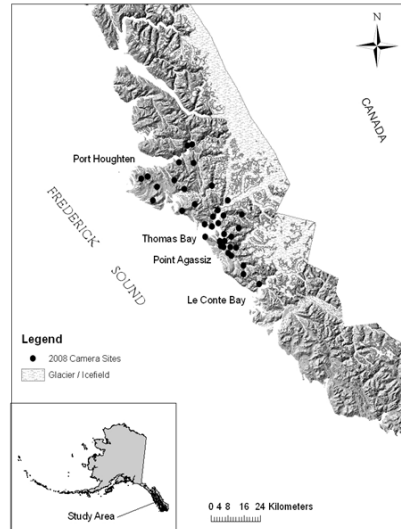 N
CANADA
Port Houghten
FREDERICK
SOUND
Thomas Bay
Point Agassiz
Le Conte Bay
Legend
2008 Camera Sites
Glacier / Icefield
Study Area
0 4 8 16 24 Kilometers